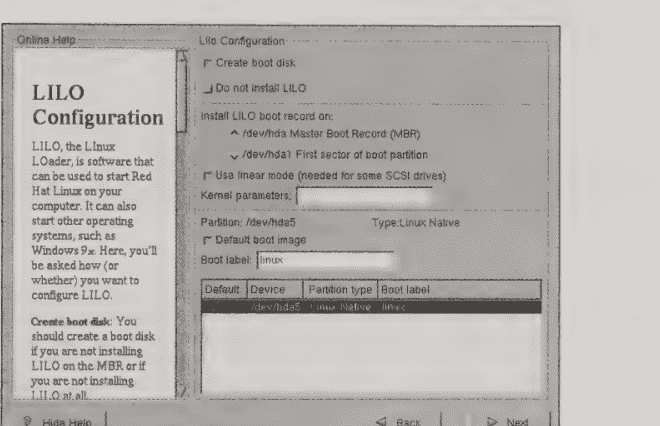 Online Help
LILO
Configuration
LILO, the LInux
LOader, is software that
can be used to start Red
Hat Linux on your
computer. It can also
start other operating
systems, such as
Windows 9x. Here, you'll
be asked how (or
whether) you want to
configure LILO.
Create boot disk: You
should create a boot disk
if you are not installing
LILO on the MBR or if
you are not installing
LILO at all.
Hide Help
Lilo Configuration
Create boot disk
Do not install LILO
Install LILO boot record on:
/dev/hda Master Boot Record (MBR)
/dev/hda1 First sector of boot partition
Use linear mode (needed for some SCSI drives)
Kernel parameters:
Partition: /dev/hda5 Type:Linux Native
Default boot image
Boot label: linux
Default Device Partition type Boot label
/dev/hda5 Linux Native linux
Back Next